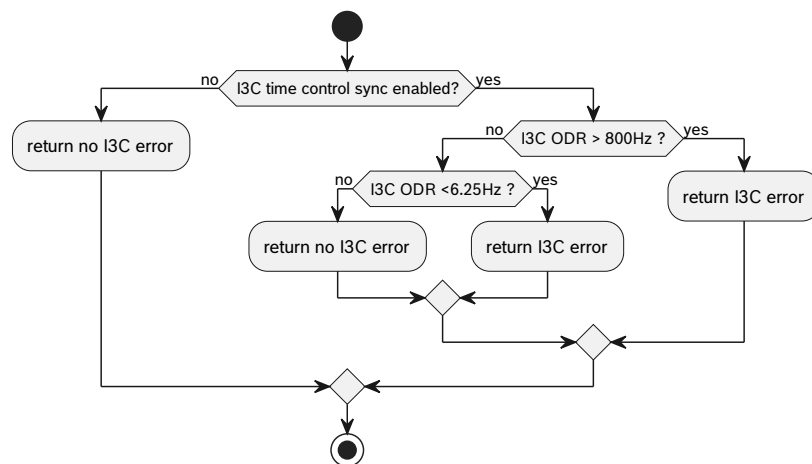 no
I3C time control sync enabled?
yes
return no I3C error
no
I3C ODR > 800Hz ?
yes
no
I3C ODR <6.25Hz ?
yes
return I3C error
return no I3C error
return I3C error